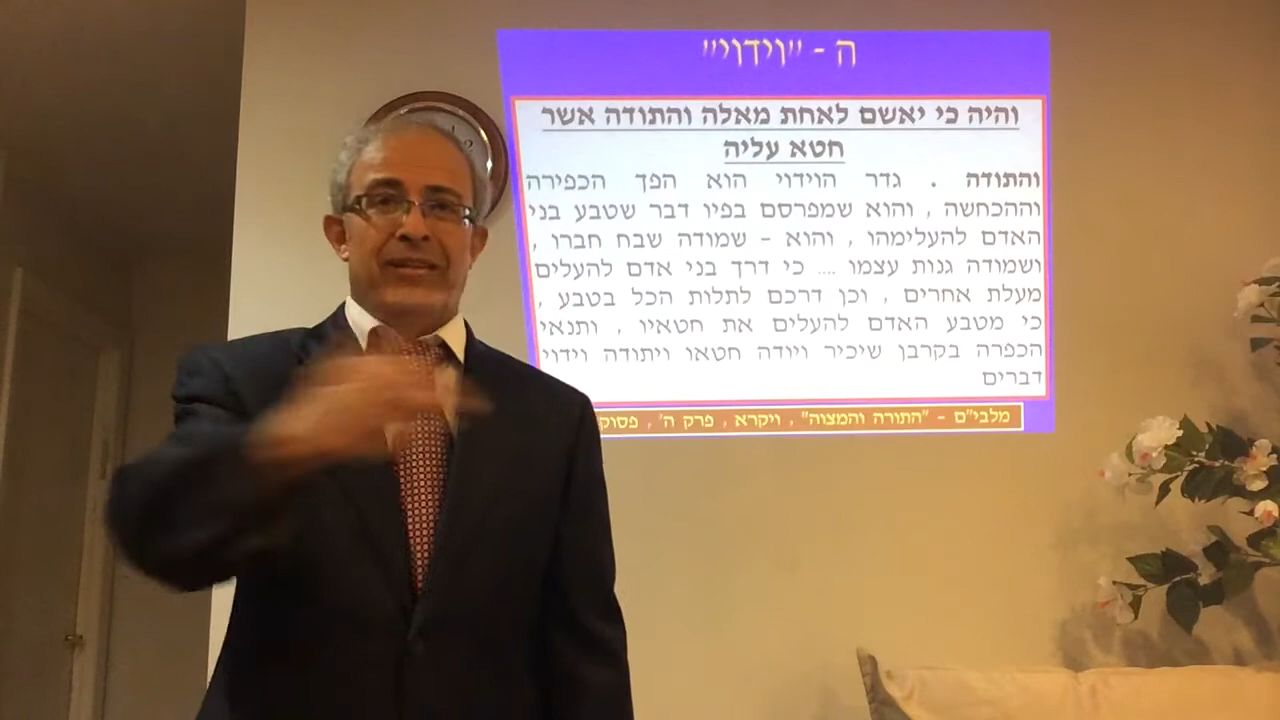 ה - "וידוי"
והיה כי יאשם לאחת מאלה והתודה אשר
חטא עליה
והתודה . גדר הוידוי הוא הפך הכפירה
וההכחשה , והוא שמפרסם בפיו דבר שטבע בני
האדם להעלימהו , והוא – שמודה שבח חברו ,
ושמודה גנות עצמו .... כי דרך בני אדם להעלים
מעלת אחרים , וכן דרכם לתלות הכל בטבע ,
כי מטבע האדם להעלים את חטאיו , ותנאי
הכפרה בקרבן שיכיר ויודה חטאו ויתודה וידוי
דברים
מלבי"ם – "התורה והמצוה" , ויקרא , פרק ה' , פסוק